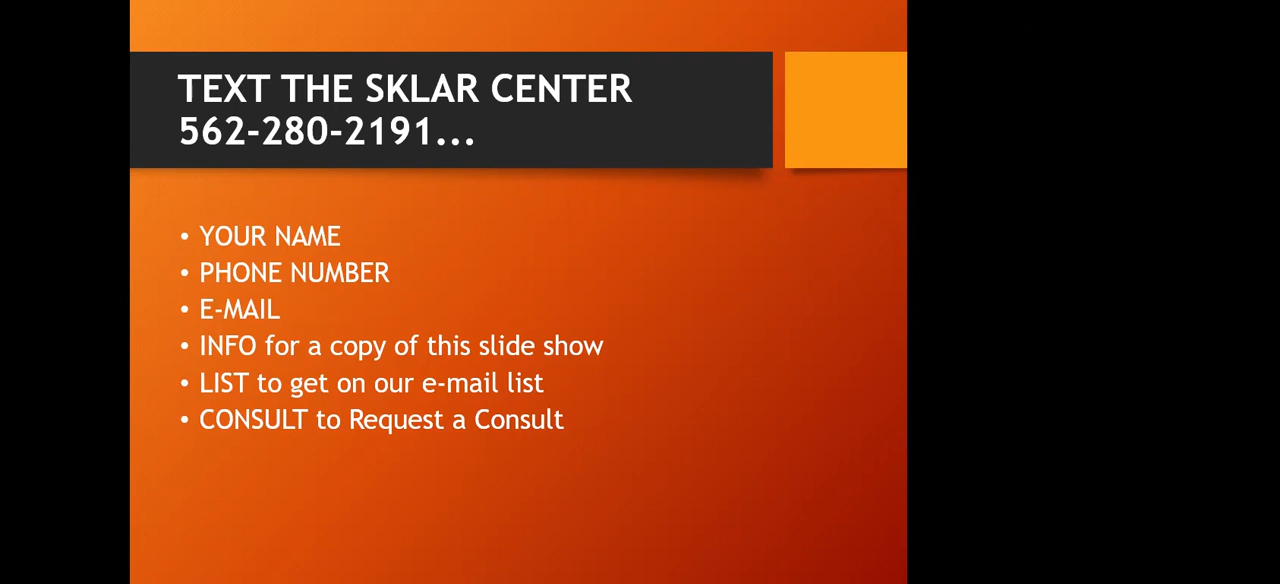 TEXT THE SKLAR CENTER
562-280-2191...
• YOUR NAME
• PHONE NUMBER
• E-MAIL
• INFO for a copy of this slide show
• LIST to get on our e-mail list
• CONSULT to Request a Consult